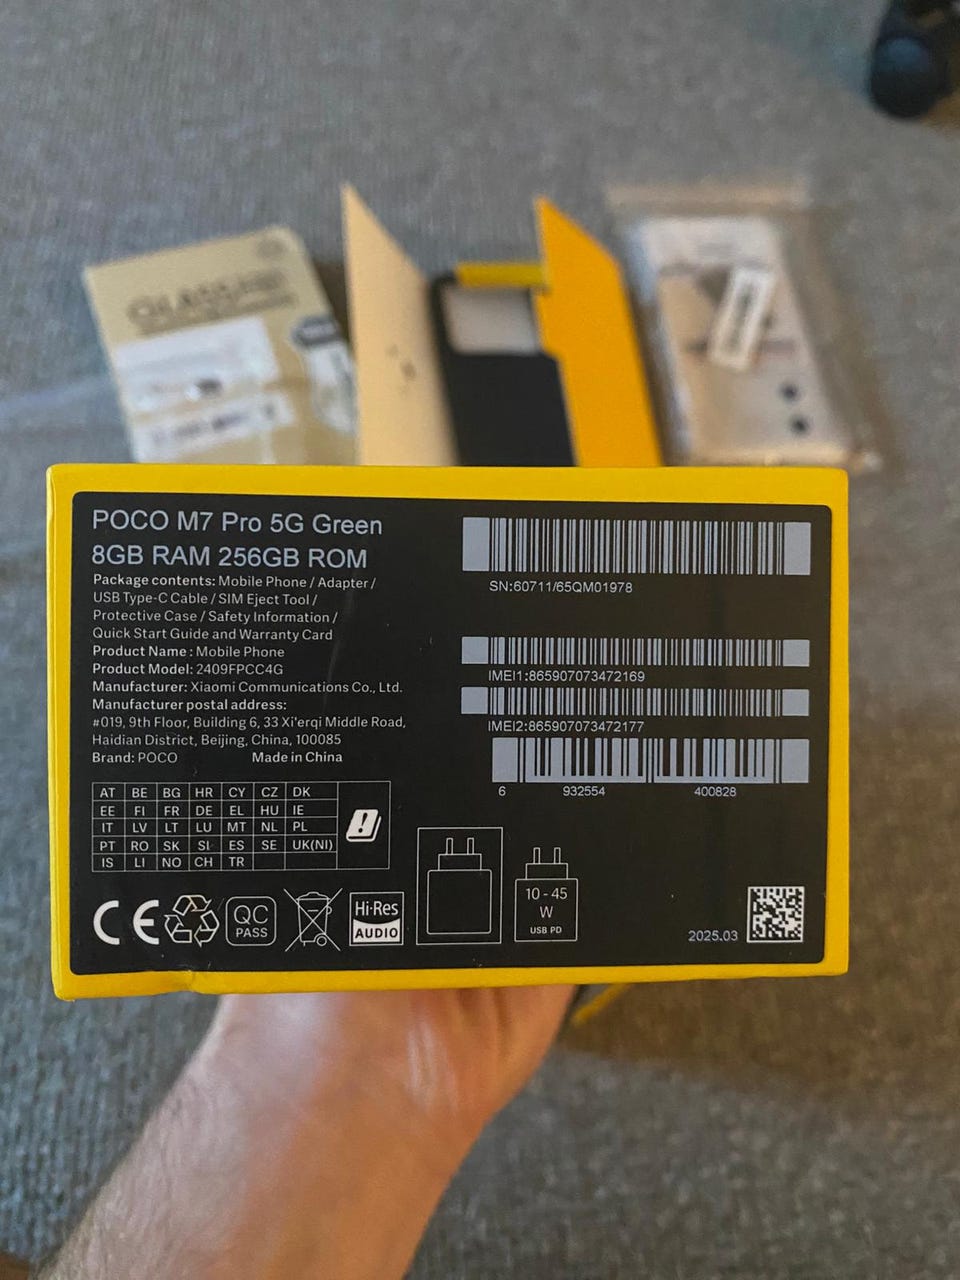 POCO M7 Pro 5G Green
8GB RAM 256GB ROM
Package contents: Mobile Phone / Adapter /
USB Type-C Cable / SIM Eject Tool /
Protective Case / Safety Information /
Quick Start Guide and Warranty Card
Product Name : Mobile Phone
Product Model: 2409FPCC4G
Manufacturer: Xiaomi Communications Co., Ltd.
Manufacturer postal address:
#019, 9th Floor, Building 6, 33 Xi'erqi Middle Road,
Haidian District, Beijing, China, 100085
Brand: POCO Made in China
SN:60711/65QM01978
IMEI1:865907073472169
IMEI2:865907073472177
6 932554 400828
AT BE BG HR CY CZ DK
EE FI FR DE EL HU IE
IT LV LT LU MT NL PL
PT RO SK SI ES SE UK(NI)
IS LI NO CH TR
CE
QC
PASS
Hi-Res
AUDIO
10 - 45
W
USB PD
2025.03